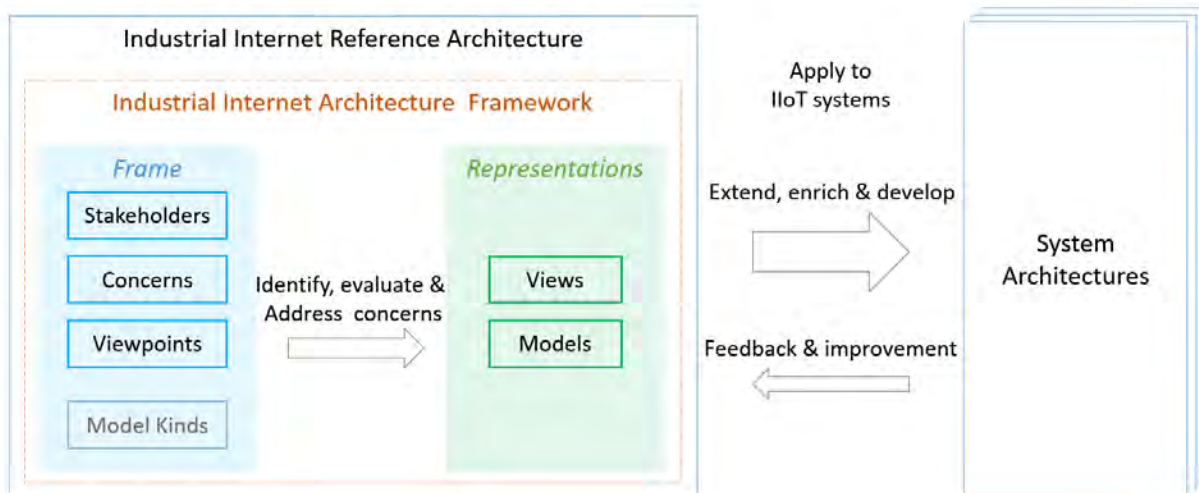 Industrial Internet Reference Architecture
Industrial Internet Architecture Framework
Frame
Stakeholders
Concerns
Viewpoints
Model Kinds
Identify, evaluate &
Address concerns
Representations
Views
Models
Apply to
IIoT systems
Extend, enrich & develop
Feedback & improvement
System
Architectures